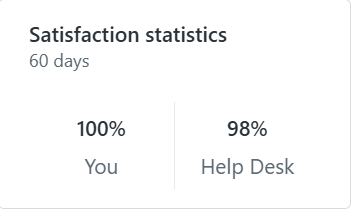 Satisfaction statistics
60 days
100% 98%
You Help Desk